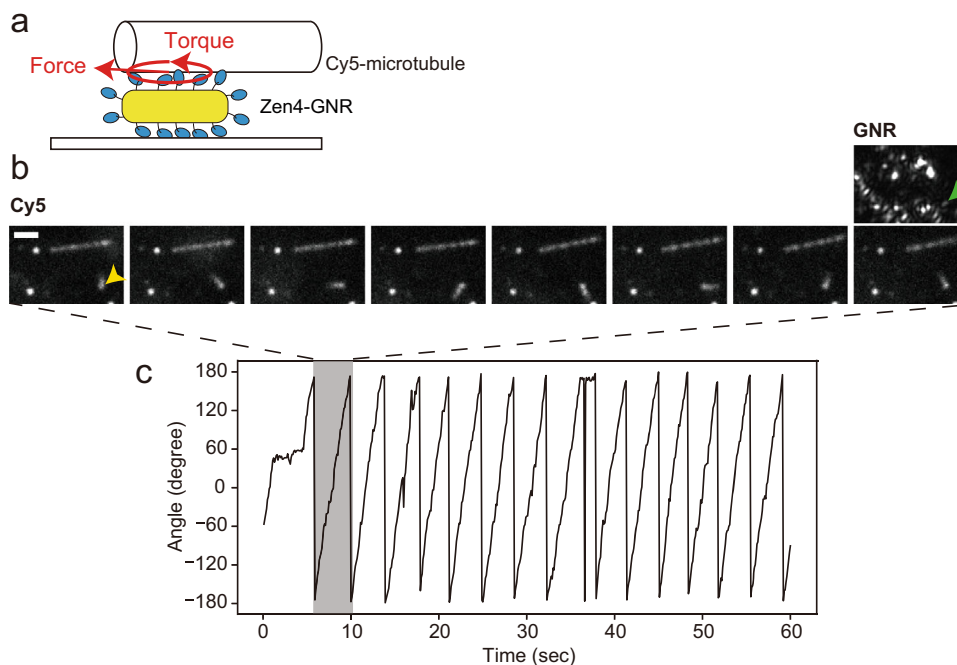 a
Torque
Force
Cy5-microtubule
Zen4-GNR
GNR
b
Cy5
c
180
120
60
0
−60
−120
−180
Angle (degree)
0 10 20 30 40 50 60
Time (sec)